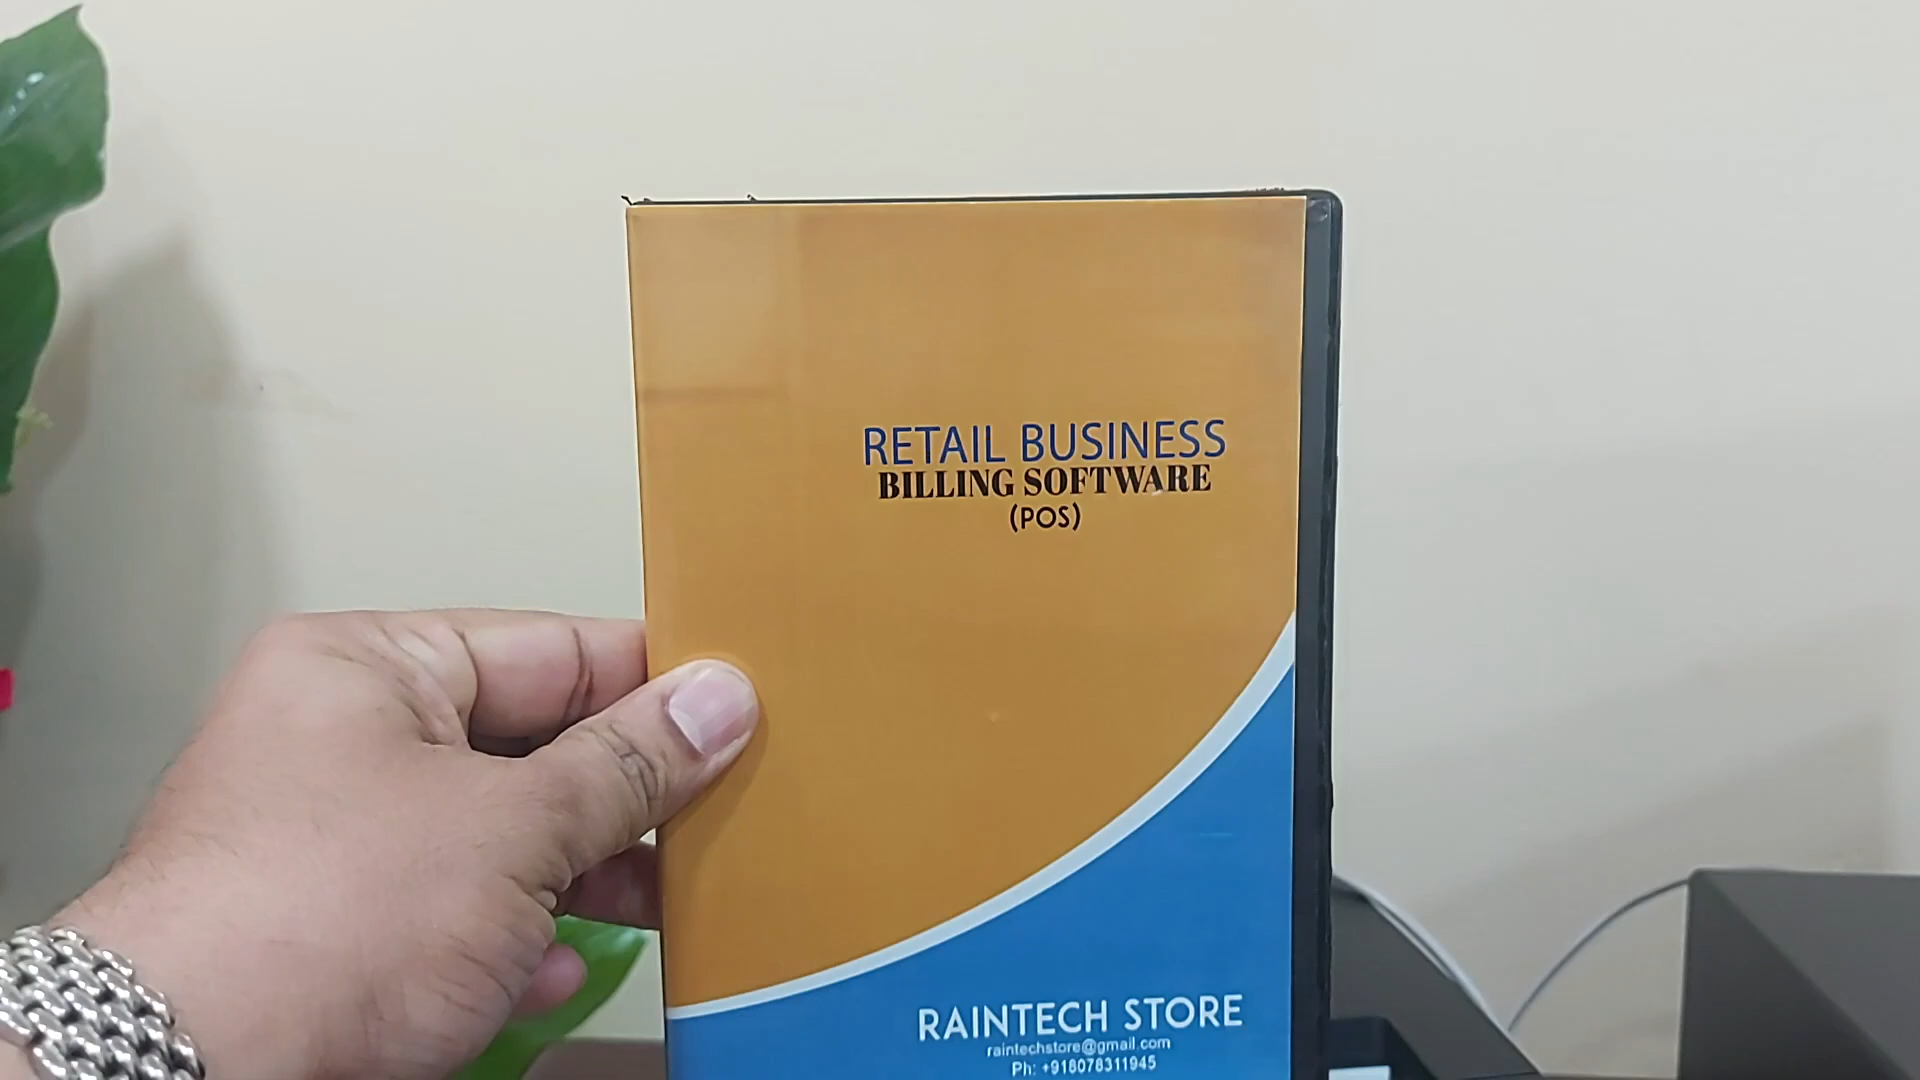 RETAIL BUSINESS
BILLING SOFTWARE
(POS)
RAINTECH STORE
raintechstore@gmail.com
Ph: +918078311945